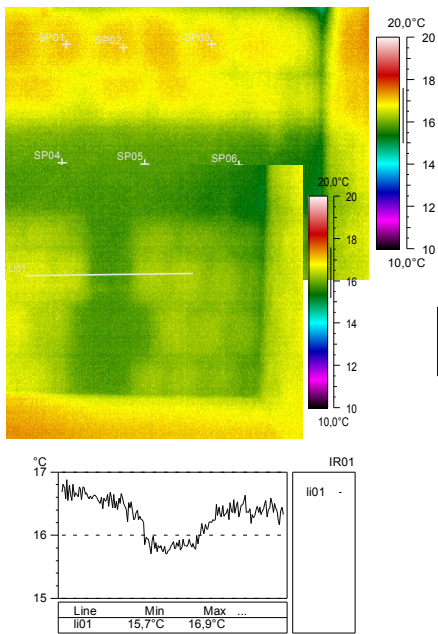 20,0°C
SP01 SP02 SP03
20
18
16
14
12
10
10,0°C
SP04 SP05 SP06
20,0°C
20
18
16
14
12
10
10,0°C
LI01
°C IR01
17
16
15
li01 -
Line Min Max ...
li01 15,7°C 16,9°C